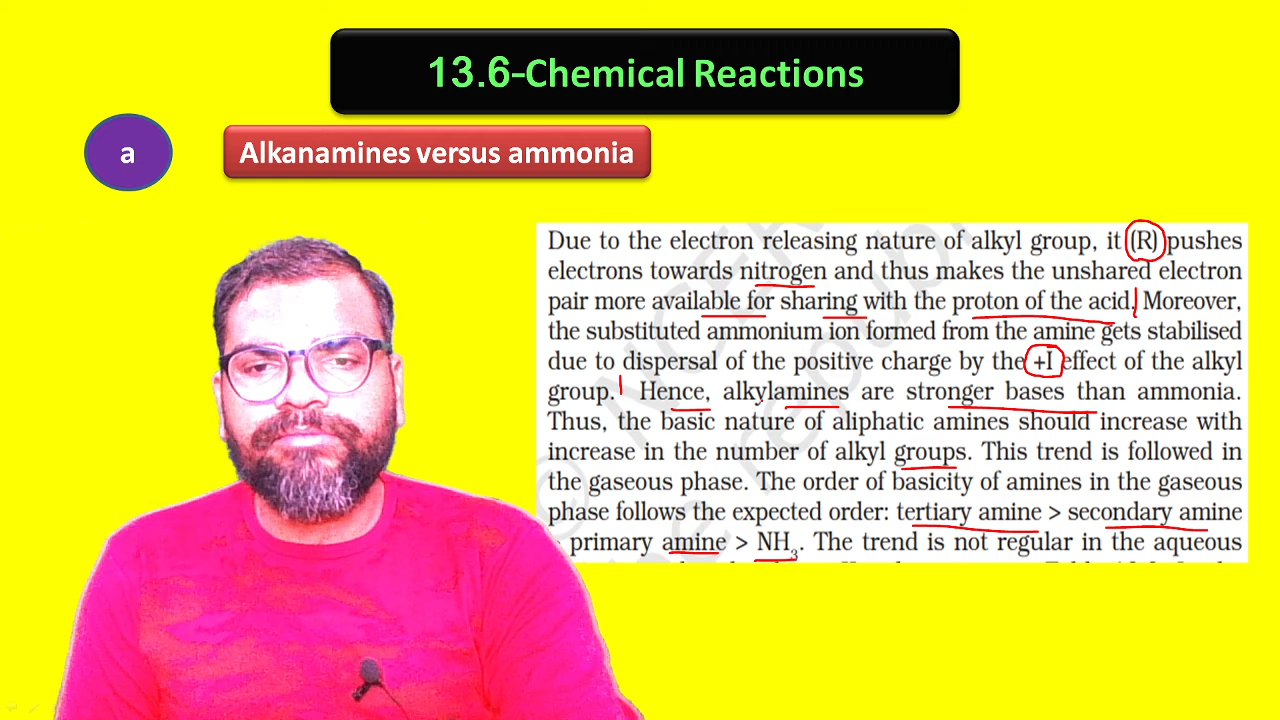 13.6-Chemical Reactions
a
Alkanamines versus ammonia
Due to the electron releasing nature of alkyl group, it (R) pushes
electrons towards nitrogen and thus makes the unshared electron
pair more available for sharing with the proton of the acid. Moreover,
the substituted ammonium ion formed from the amine gets stabilised
due to dispersal of the positive charge by the +I effect of the alkyl
group. Hence, alkylamines are stronger bases than ammonia.
Thus, the basic nature of aliphatic amines should increase with
increase in the number of alkyl groups. This trend is followed in
the gaseous phase. The order of basicity of amines in the gaseous
phase follows the expected order: tertiary amine > secondary amine
primary amine > NH₃. The trend is not regular in the aqueous
© NCERT
republi